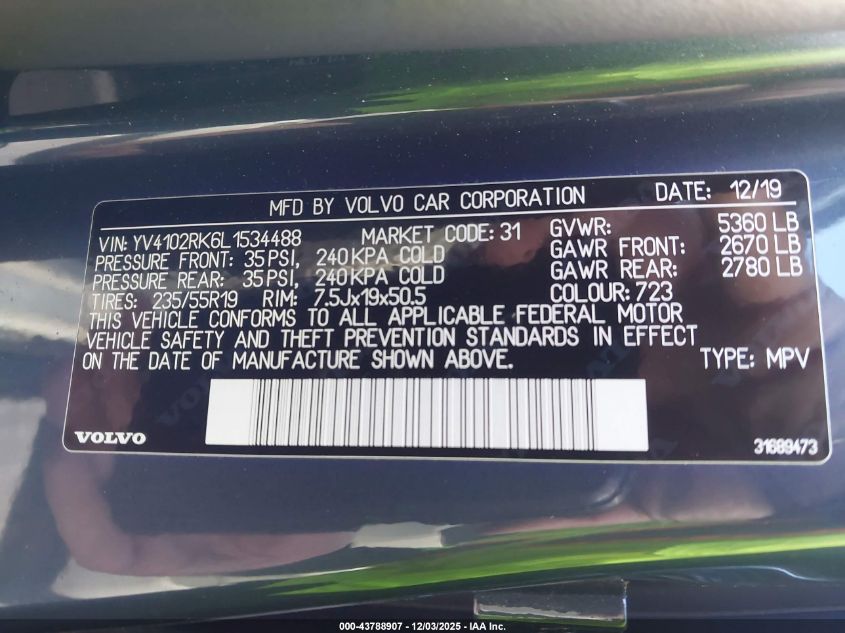 MFD BY VOLVO CAR CORPORATION DATE: 12/19
VIN: YV4102RK6L1534488 MARKET CODE: 31 GVWR: 5360 LB
PRESSURE FRONT: 35 PSI, 240 KPA COLD GAWR FRONT: 2670 LB
PRESSURE REAR: 35 PSI, 240 KPA COLD GAWR REAR: 2780 LB
TIRES: 235/55R19 RIM: 7.5Jx19x50.5 COLOUR: 723
THIS VEHICLE CONFORMS TO ALL APPLICABLE FEDERAL MOTOR
VEHICLE SAFETY AND THEFT PREVENTION STANDARDS IN EFFECT
ON THE DATE OF MANUFACTURE SHOWN ABOVE. TYPE: MPV
VOLVO 31689473
000-43788907 - 12/03/2025 - IAA Inc.